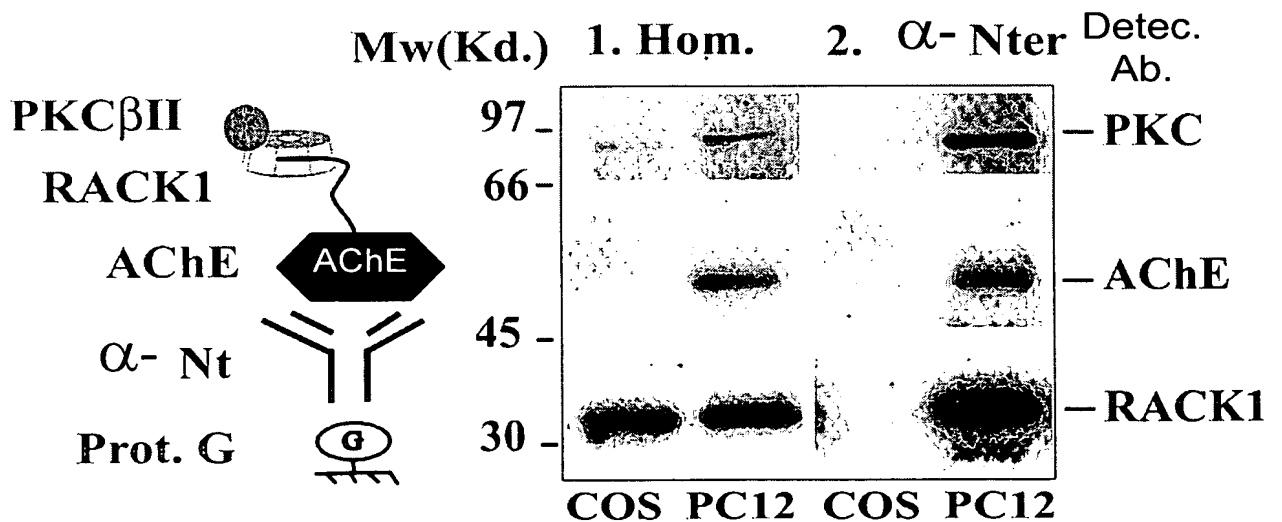 Mw(Kd.) 1. Hom. 2. α- Nter Detec. Ab.
PKCβII
RACK1
AChE
AChE
α- Nt
Prot. G
G
97
66
45
30
PKC
AChE
RACK1
COS PC12 COS PC12